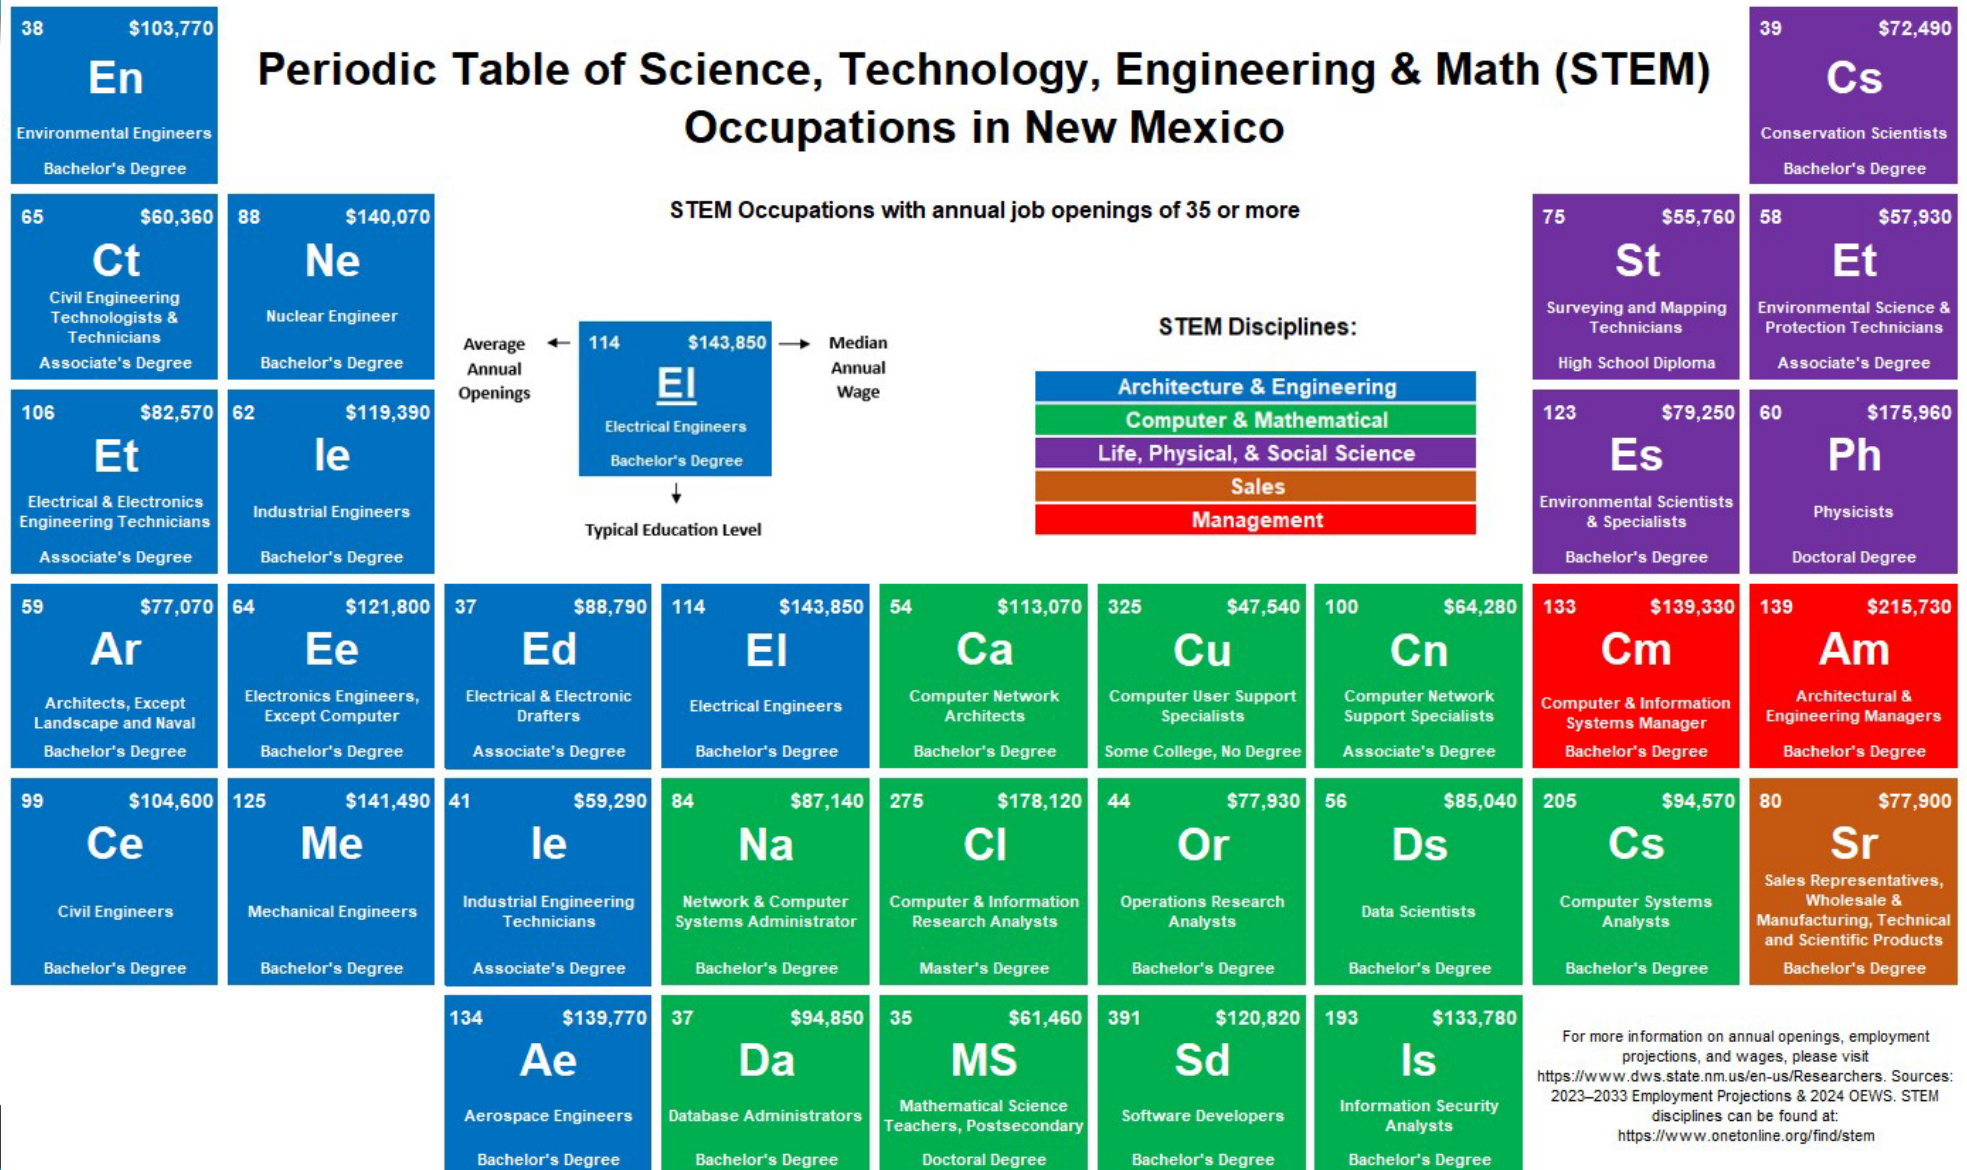 38 $103,770
En
Environmental Engineers
Bachelor's Degree
Periodic Table of Science, Technology, Engineering & Math (STEM)
Occupations in New Mexico
39 $72,490
Cs
Conservation Scientists
Bachelor's Degree
65 $60,360
Ct
Civil Engineering
Technologists &
Technicians
Associate's Degree
88 $140,070
Ne
Nuclear Engineer
Bachelor's Degree
STEM Occupations with annual job openings of 35 or more
75 $55,760
St
Surveying and Mapping
Technicians
High School Diploma
58 $57,930
Et
Environmental Science &
Protection Technicians
Associate's Degree
Average
Annual
Openings
114 $143,850
El
Electrical Engineers
Bachelor's Degree
Median
Annual
Wage
Typical Education Level
STEM Disciplines:
Architecture & Engineering
Computer & Mathematical
Life, Physical, & Social Science
Sales
Management
106 $82,570
Et
Electrical & Electronics
Engineering Technicians
Associate's Degree
62 $119,390
Ie
Industrial Engineers
Bachelor's Degree
123 $79,250
Es
Environmental Scientists
& Specialists
Bachelor's Degree
60 $175,960
Ph
Physicists
Doctoral Degree
59 $77,070
Ar
Architects, Except
Landscape and Naval
Bachelor's Degree
64 $121,800
Ee
Electronics Engineers,
Except Computer
Bachelor's Degree
37 $88,790
Ed
Electrical & Electronic
Drafters
Associate's Degree
114 $143,850
El
Electrical Engineers
Bachelor's Degree
54 $113,070
Ca
Computer Network
Architects
Bachelor's Degree
325 $47,540
Cu
Computer User Support
Specialists
Some College, No Degree
100 $64,280
Cn
Computer Network
Support Specialists
Associate's Degree
133 $139,330
Cm
Computer & Information
Systems Manager
Bachelor's Degree
139 $215,730
Am
Architectural &
Engineering Managers
Bachelor's Degree
99 $104,600
Ce
Civil Engineers
Bachelor's Degree
125 $141,490
Me
Mechanical Engineers
Bachelor's Degree
41 $59,290
Ie
Industrial Engineering
Technicians
Associate's Degree
84 $87,140
Na
Network & Computer
Systems Administrator
Bachelor's Degree
275 $178,120
CI
Computer & Information
Research Analysts
Master's Degree
44 $77,930
Or
Operations Research
Analysts
Bachelor's Degree
56 $85,040
Ds
Data Scientists
Bachelor's Degree
205 $94,570
Cs
Computer Systems
Analysts
Bachelor's Degree
80 $77,900
Sr
Sales Representatives,
Wholesale &
Manufacturing, Technical
and Scientific Products
Bachelor's Degree
134 $139,770
Ae
Aerospace Engineers
Bachelor's Degree
37 $94,850
Da
Database Administrators
Bachelor's Degree
35 $61,460
MS
Mathematical Science
Teachers, Postsecondary
Doctoral Degree
391 $120,820
Sd
Software Developers
Bachelor's Degree
193 $133,780
Is
Information Security
Analysts
Bachelor's Degree
For more information on annual openings, employment
projections, and wages, please visit
https://www.dws.state.nm.us/en-us/Researchers. Sources:
2023–2033 Employment Projections & 2024 OEWS. STEM
disciplines can be found at:
https://www.onetonline.org/find/stem